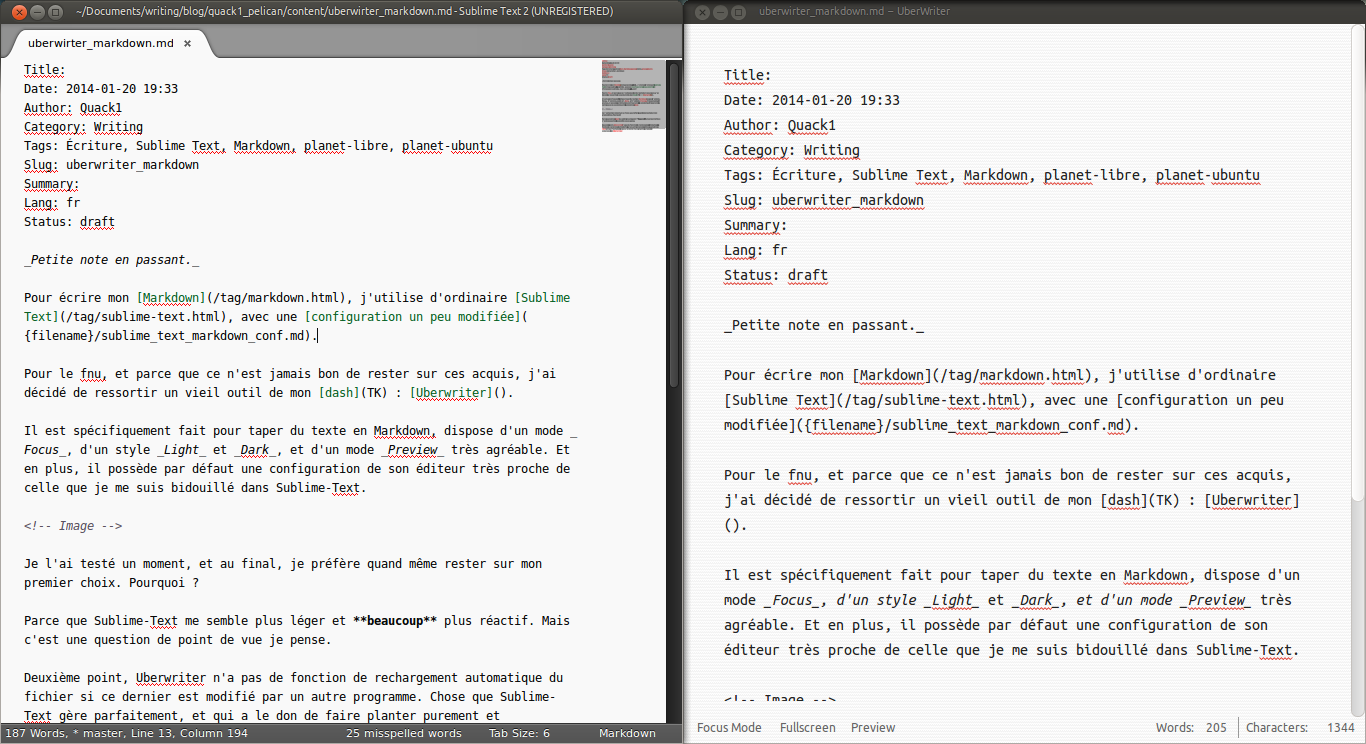 ~/Documents/writing/blog/quack1_pelican/content/uberwirter_markdown.md - Sublime Text 2 (UNREGISTERED)
uberwirter_markdown.md ×
Title:
Date: 2014-01-20 19:33
Author: Quack1
Category: Writing
Tags: Écriture, Sublime Text, Markdown, planet-libre, planet-ubuntu
Slug: uberwriter_markdown
Summary:
Lang: fr
Status: draft
_Petite note en passant._
Pour écrire mon [Markdown](/tag/markdown.html), j'utilise d'ordinaire [Sublime
Text](/tag/sublime-text.html), avec une [configuration un peu modifiée](
{filename}/sublime_text_markdown_conf.md).
Pour le fnu, et parce que ce n'est jamais bon de rester sur ces acquis, j'ai
décidé de ressortir un vieil outil de mon [dash](TK) : [Uberwriter]().
Il est spécifiquement fait pour taper du texte en Markdown, dispose d'un mode _
Focus_, d'un style _Light_ et _Dark_, et d'un mode _Preview_ très agréable. Et
en plus, il possède par défaut une configuration de son éditeur très proche de
celle que je me suis bidouillé dans Sublime-Text.
<!-- Image -->
Je l'ai testé un moment, et au final, je préfère quand même rester sur mon
premier choix. Pourquoi ?
Parce que Sublime-Text me semble plus léger et **beaucoup** plus réactif. Mais
c'est une question de point de vue je pense.
Deuxième point, Uberwriter n'a pas de fonction de rechargement automatique du
fichier si ce dernier est modifié par un autre programme. Chose que Sublime-
Text gère parfaitement, et qui a le don de faire planter purement et
187 Words, * master, Line 13, Column 194 25 misspelled words Tab Size: 6 Markdown
uberwirter_markdown.md – UberWriter
Title:
Date: 2014-01-20 19:33
Author: Quack1
Category: Writing
Tags: Écriture, Sublime Text, Markdown, planet-libre, planet-ubuntu
Slug: uberwriter_markdown
Summary:
Lang: fr
Status: draft
_Petite note en passant._
Pour écrire mon [Markdown](/tag/markdown.html), j'utilise d'ordinaire
[Sublime Text](/tag/sublime-text.html), avec une [configuration un peu
modifiée]({filename}/sublime_text_markdown_conf.md).
Pour le fnu, et parce que ce n'est jamais bon de rester sur ces acquis,
j'ai décidé de ressortir un vieil outil de mon [dash](TK) : [Uberwriter]
().
Il est spécifiquement fait pour taper du texte en Markdown, dispose d'un
mode _Focus_, d'un style _Light_ et _Dark_, et d'un mode _Preview_ très
agréable. Et en plus, il possède par défaut une configuration de son
éditeur très proche de celle que je me suis bidouillé dans Sublime-Text.
<!-- Image -->
Focus Mode Fullscreen Preview Words: 205 Characters: 1344